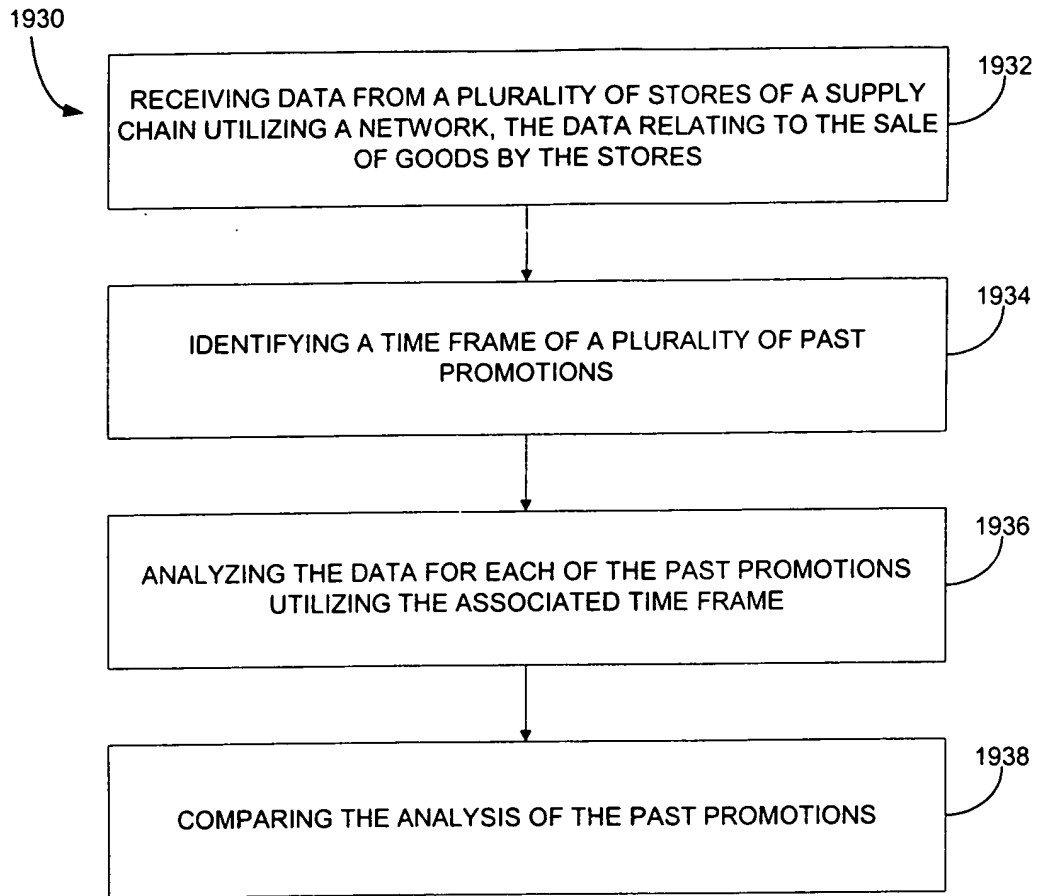 1930
1932
RECEIVING DATA FROM A PLURALITY OF STORES OF A SUPPLY
CHAIN UTILIZING A NETWORK, THE DATA RELATING TO THE SALE
OF GOODS BY THE STORES
1934
IDENTIFYING A TIME FRAME OF A PLURALITY OF PAST
PROMOTIONS
1936
ANALYZING THE DATA FOR EACH OF THE PAST PROMOTIONS
UTILIZING THE ASSOCIATED TIME FRAME
1938
COMPARING THE ANALYSIS OF THE PAST PROMOTIONS